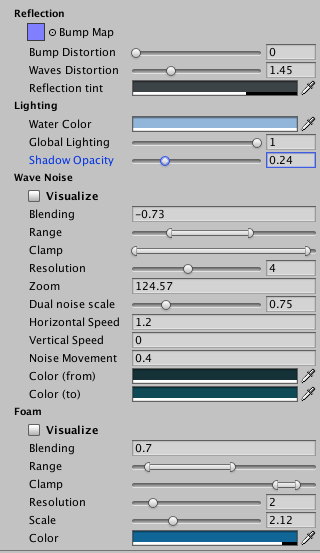 Reflection
Bump Map
Bump Distortion 0
Waves Distortion 1.45
Reflection tint
Lighting
Water Color
Global Lighting 1
Shadow Opacity 0.24
Wave Noise
Visualize
Blending -0.73
Range
Clamp
Resolution 4
Zoom 124.57
Dual noise scale 0.75
Horizontal Speed 1.2
Vertical Speed 0
Noise Movement 0.4
Color (from)
Color (to)
Foam
Visualize
Blending 0.7
Range
Clamp
Resolution 2
Scale 2.12
Color